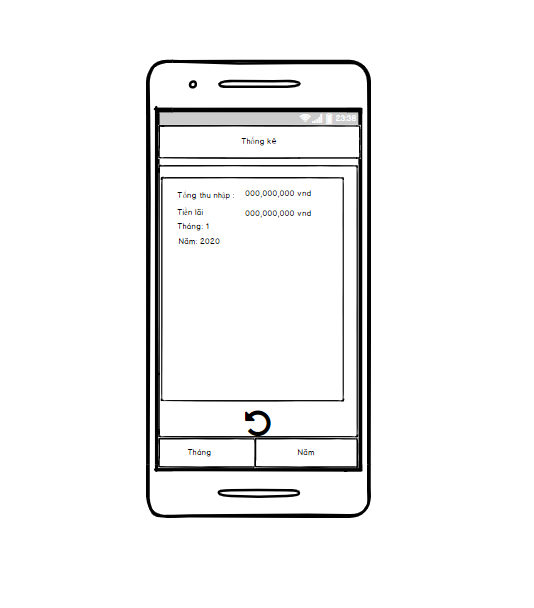 23:38
Thống kê
Tổng thu nhập : 000,000,000 vnd
Tiền lãi 000,000,000 vnd
Tháng: 1
Năm: 2020
Tháng Năm